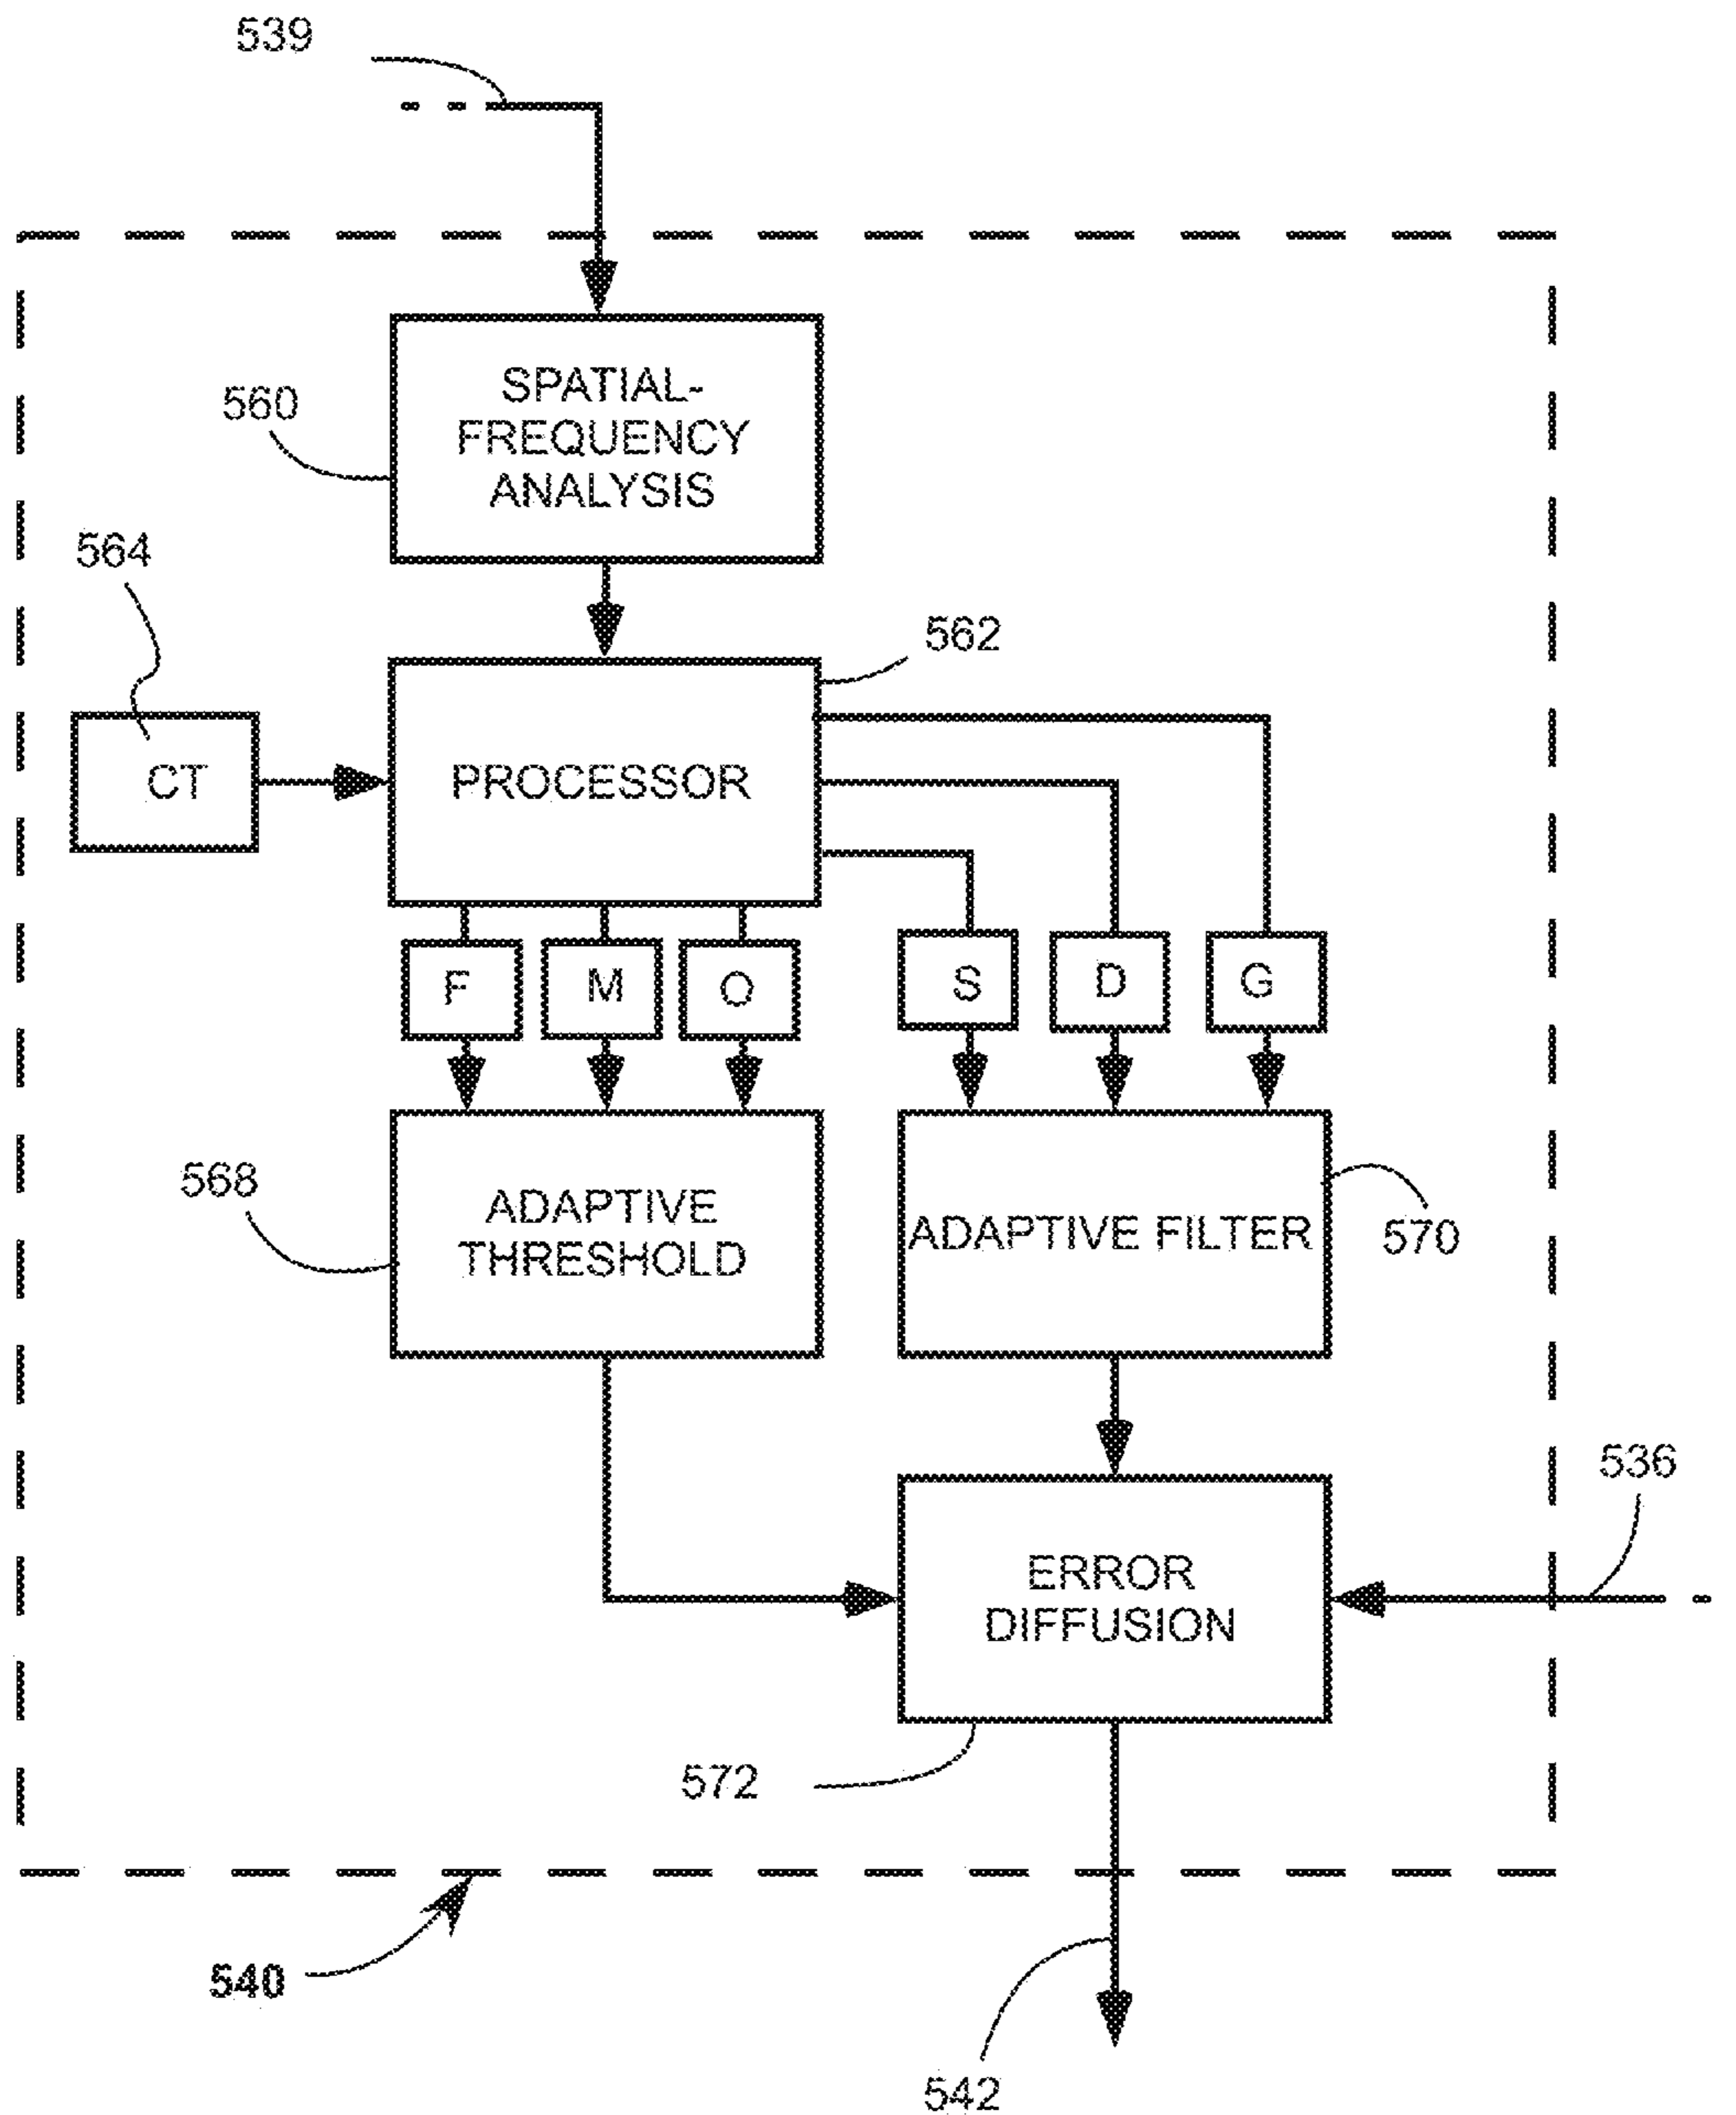 539
SPATIAL-
FREQUENCY
ANALYSIS
560
564
562
CT
PROCESSOR
F
M
O
S
D
G
568
ADAPTIVE
THRESHOLD
ADAPTIVE FILTER
570
536
ERROR
DIFFUSION
572
540
542